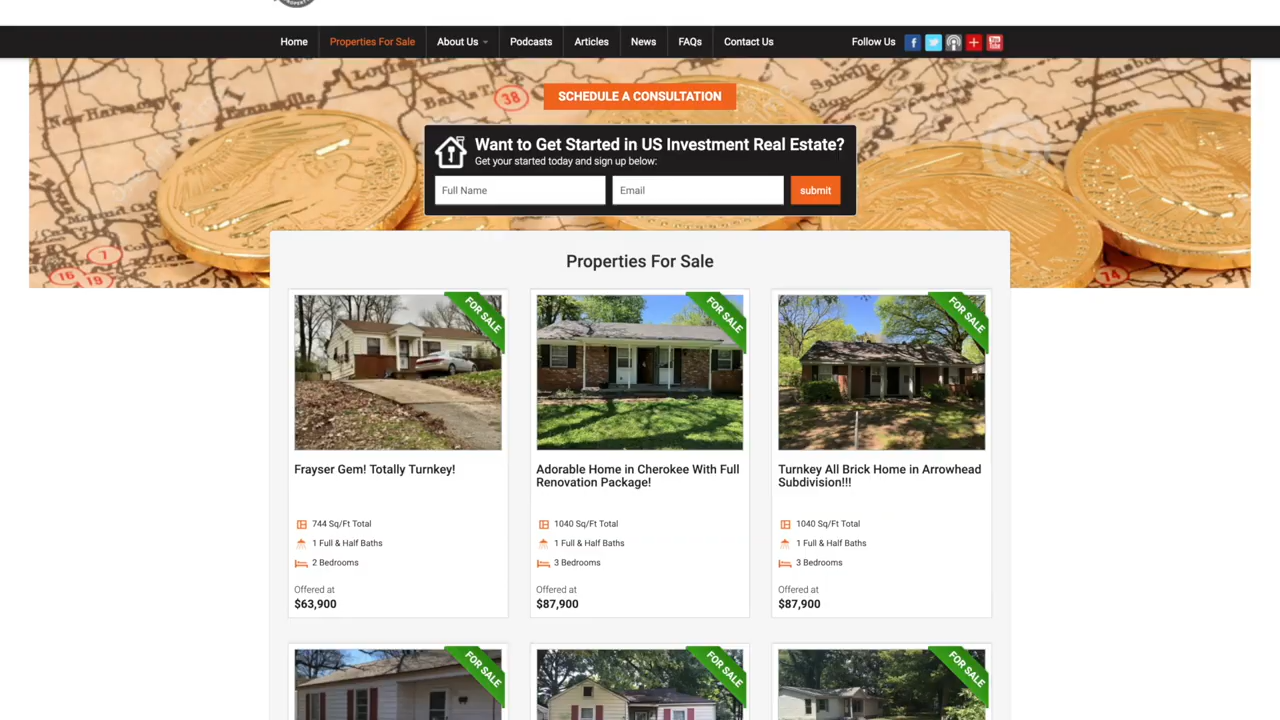 Home Properties For Sale About Us Podcasts Articles News FAQs Contact Us Follow Us
SCHEDULE A CONSULTATION
Want to Get Started in US Investment Real Estate?
Get your started today and sign up below:
Full Name Email submit
Properties For Sale
FOR SALE FOR SALE FOR SALE
Frayser Gem! Totally Turnkey!
Adorable Home in Cherokee With Full
Renovation Package!
Turnkey All Brick Home in Arrowhead
Subdivision!!!
744 Sq/Ft Total
1 Full & Half Baths
2 Bedrooms
Offered at
$63,900
1040 Sq/Ft Total
1 Full & Half Baths
3 Bedrooms
Offered at
$87,900
1040 Sq/Ft Total
1 Full & Half Baths
3 Bedrooms
Offered at
$87,900
FOR SALE FOR SALE FOR SALE
38
7
16
19
74